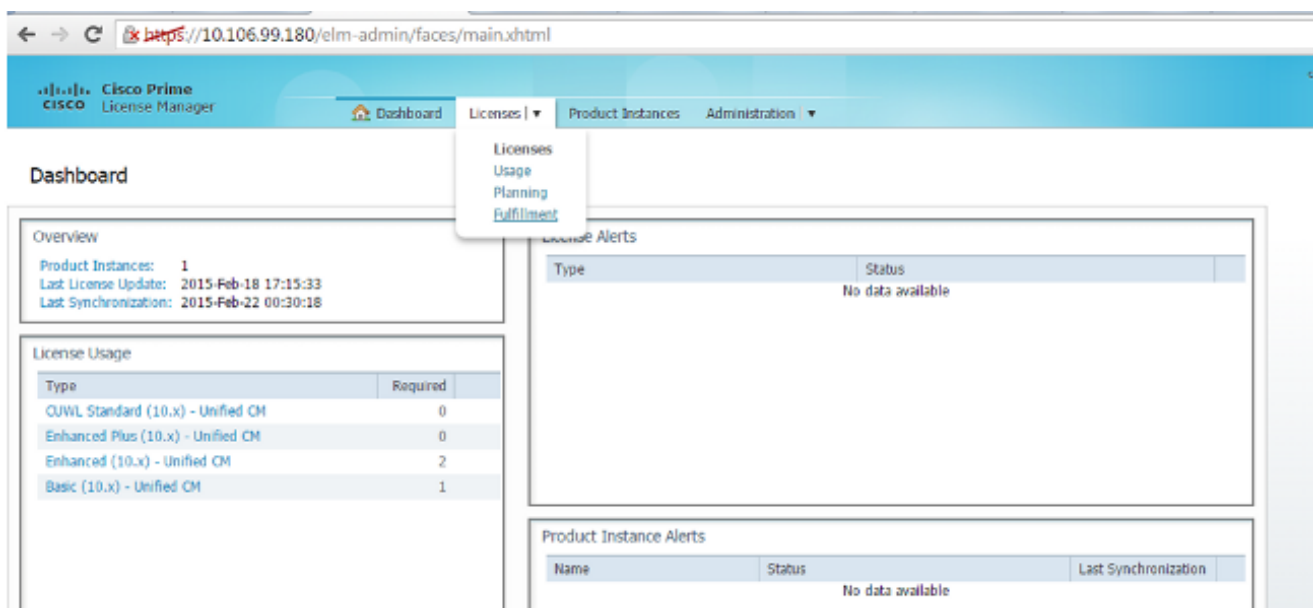 https://10.106.99.180/elm-admin/faces/main.xhtml
Cisco Prime
CISCO License Manager
Dashboard Licenses ▼ Product Instances Administration ▼
Licenses
Usage
Planning
Fulfillment
Dashboard
Overview
Product Instances: 1
Last License Update: 2015-Feb-18 17:15:33
Last Synchronization: 2015-Feb-22 00:30:18
License Usage
Type Required
CUWL Standard (10.x) - Unified CM 0
Enhanced Plus (10.x) - Unified CM 0
Enhanced (10.x) - Unified CM 2
Basic (10.x) - Unified CM 1
License Alerts
Type Status
No data available
Product Instance Alerts
Name Status Last Synchronization
No data available